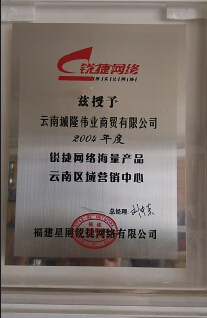 锐捷网络
兹授予
云南城隆伟业商贸有限公司
2004年度
锐捷网络海量产品
云南区域营销中心
总经理
福建星网锐捷网络有限公司